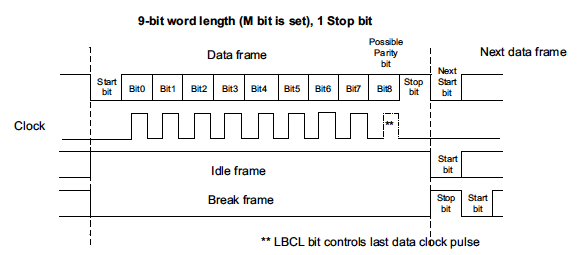 9-bit word length (M bit is set), 1 Stop bit
Data frame
Possible
Parity
bit
Next data frame
Start
bit
Bit0
Bit1
Bit2
Bit3
Bit4
Bit5
Bit6
Bit7
Bit8
Stop
bit
Next
Start
bit
Clock
**
Idle frame
Start
bit
Break frame
Stop
bit
Start
bit
** LBCL bit controls last data clock pulse